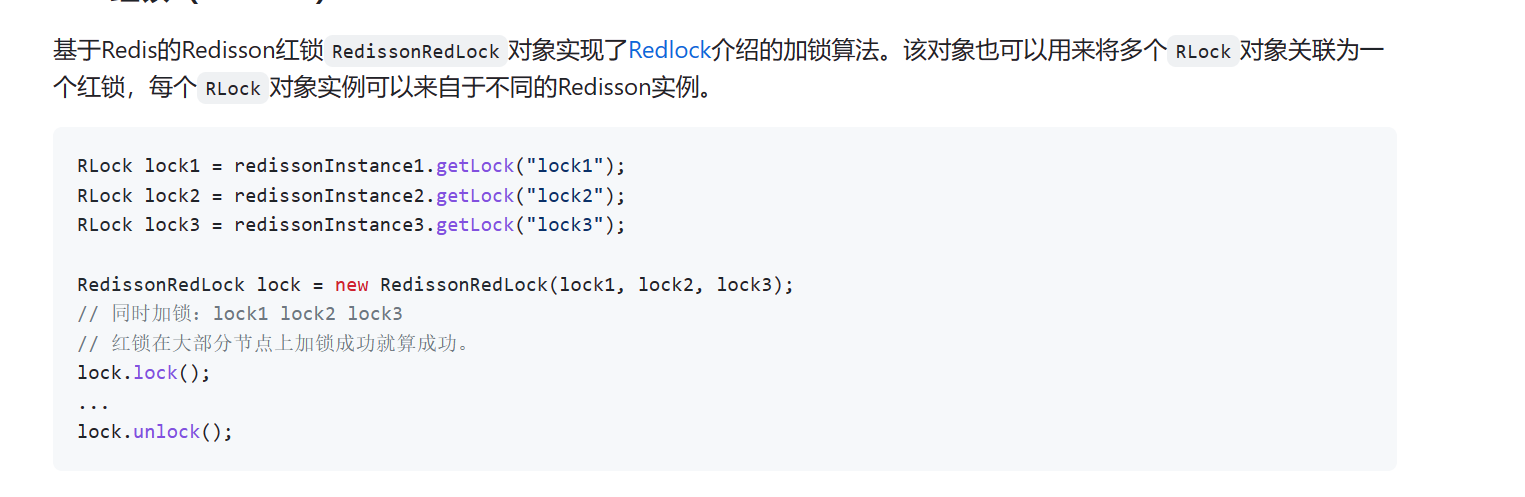 基于Redis的Redisson红锁RedissonRedLock对象实现了Redlock介绍的加锁算法。该对象也可以用来将多个RLock对象关联为一
个红锁，每个RLock对象实例可以来自于不同的Redisson实例。
RLock lock1 = redissonInstance1.getLock("lock1");
RLock lock2 = redissonInstance2.getLock("lock2");
RLock lock3 = redissonInstance3.getLock("lock3");
RedissonRedLock lock = new RedissonRedLock(lock1, lock2, lock3);
// 同时加锁：lock1 lock2 lock3
// 红锁在大部分节点上加锁成功就算成功。
lock.lock();
...
lock.unlock();